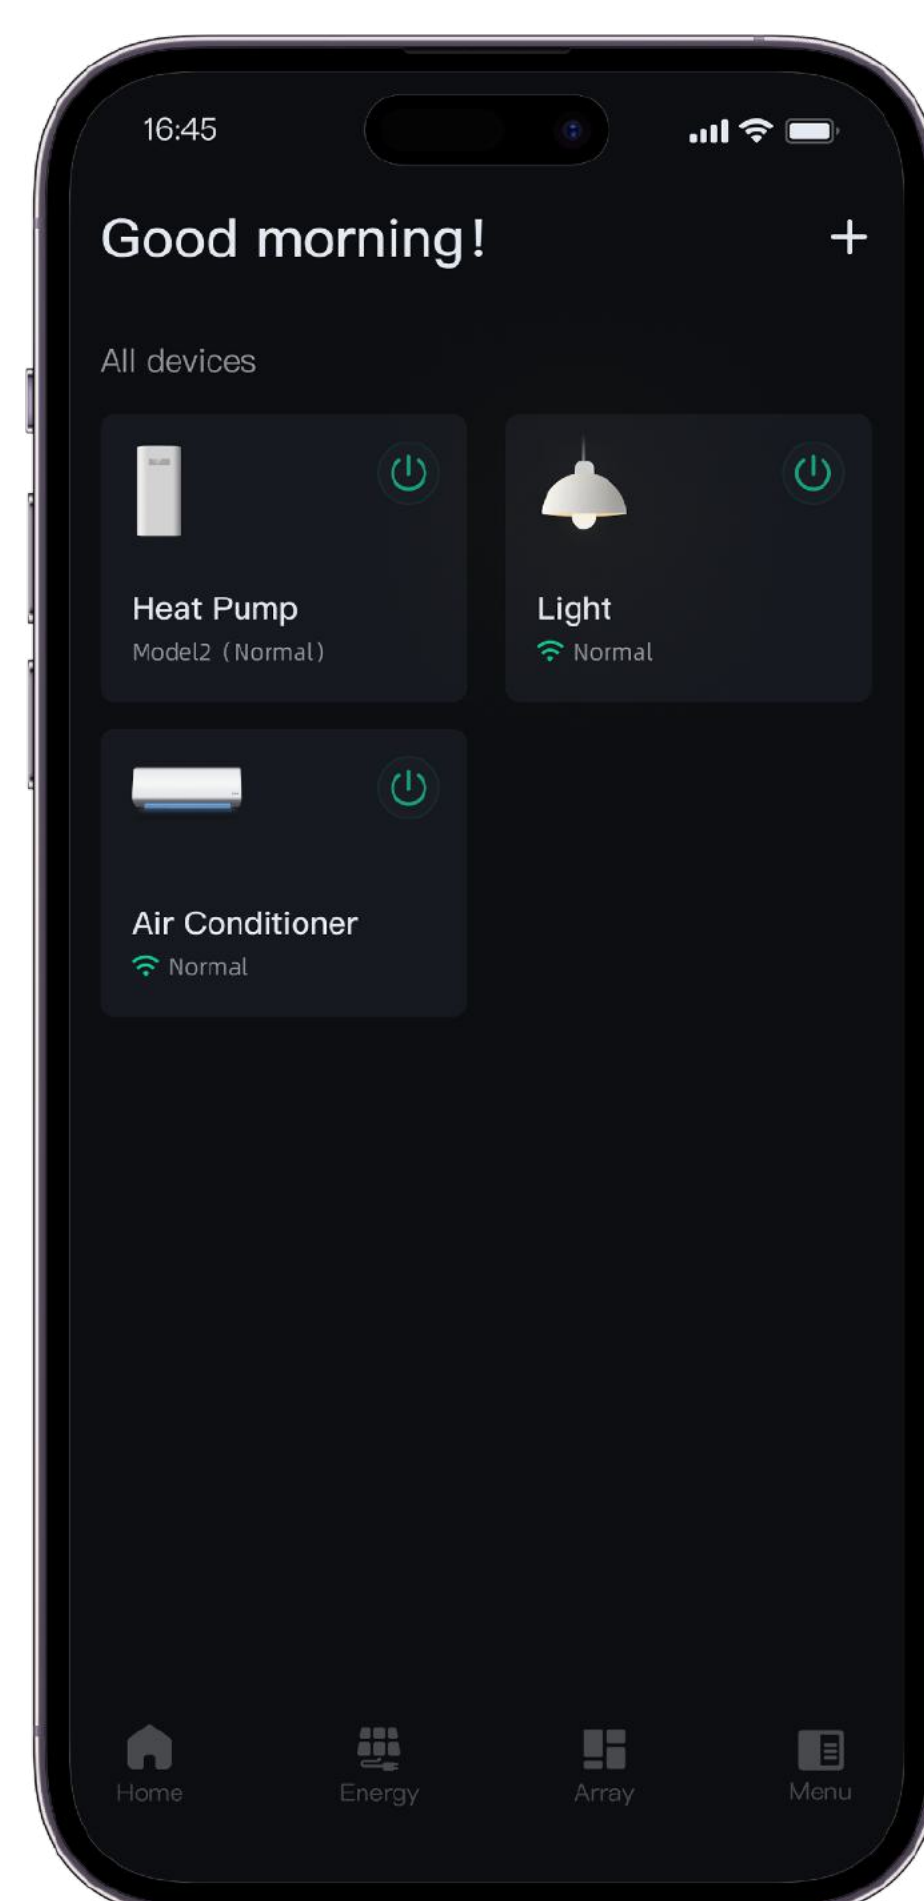 16:45
Good morning!
All devices
Heat Pump
Model2 (Normal)
Light
Normal
Air Conditioner
Normal
Home
Energy
Array
Menu